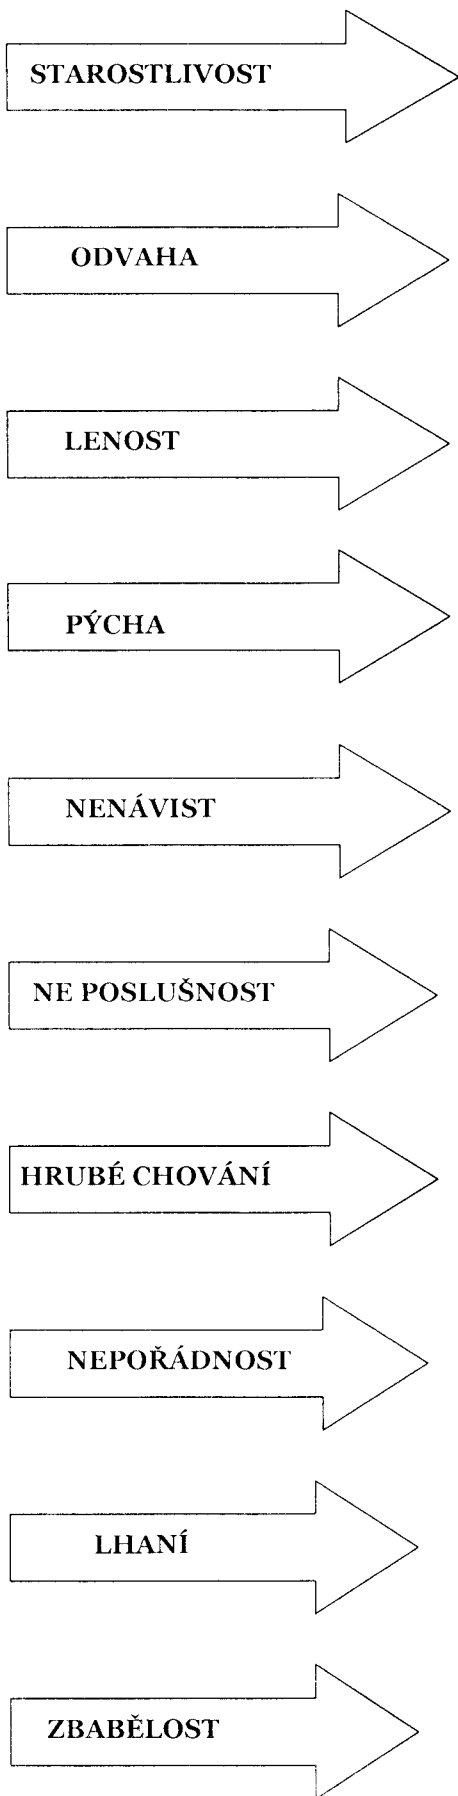 STAROSTLIVOST
ODVAHA
LENOST
PÝCHA
NENÁVIST
NE POSLUŠNOST
HRUBÉ CHOVÁNÍ
NEPOŘÁDNOST
LHANÍ
ZBABĚLOST